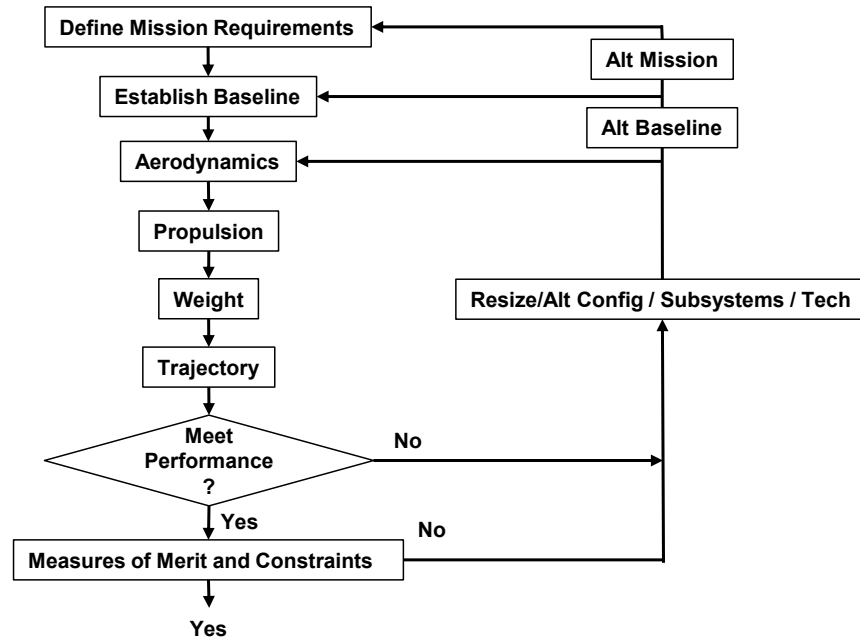 Define Mission Requirements
Alt Mission
Establish Baseline
Alt Baseline
Aerodynamics
Propulsion
Weight
Resize/Alt Config / Subsystems / Tech
Trajectory
Meet
Performance
?
No
Yes
No
Measures of Merit and Constraints
Yes